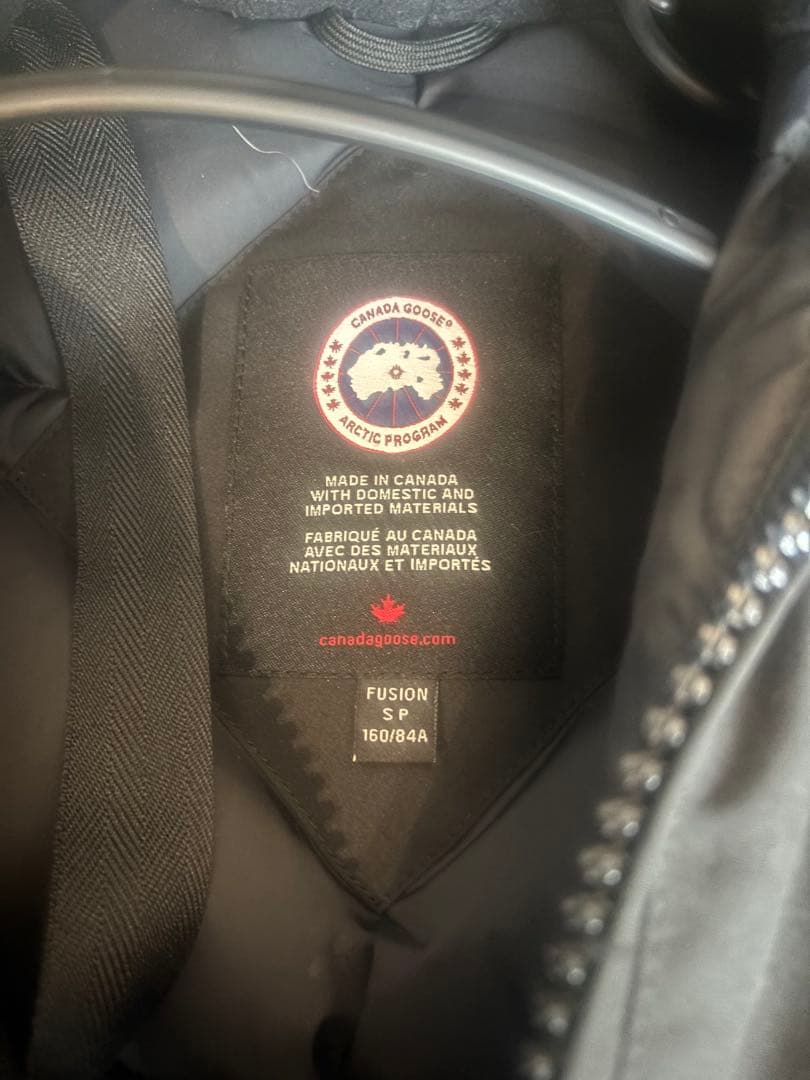 CANADA GOOSE®
ARCTIC PROGRAM
MADE IN CANADA
WITH DOMESTIC AND
IMPORTED MATERIALS
FABRIQUÉ AU CANADA
AVEC DES MATERIAUX
NATIONAUX ET IMPORTÉS
canadagoose.com
FUSION
S P
160/84A